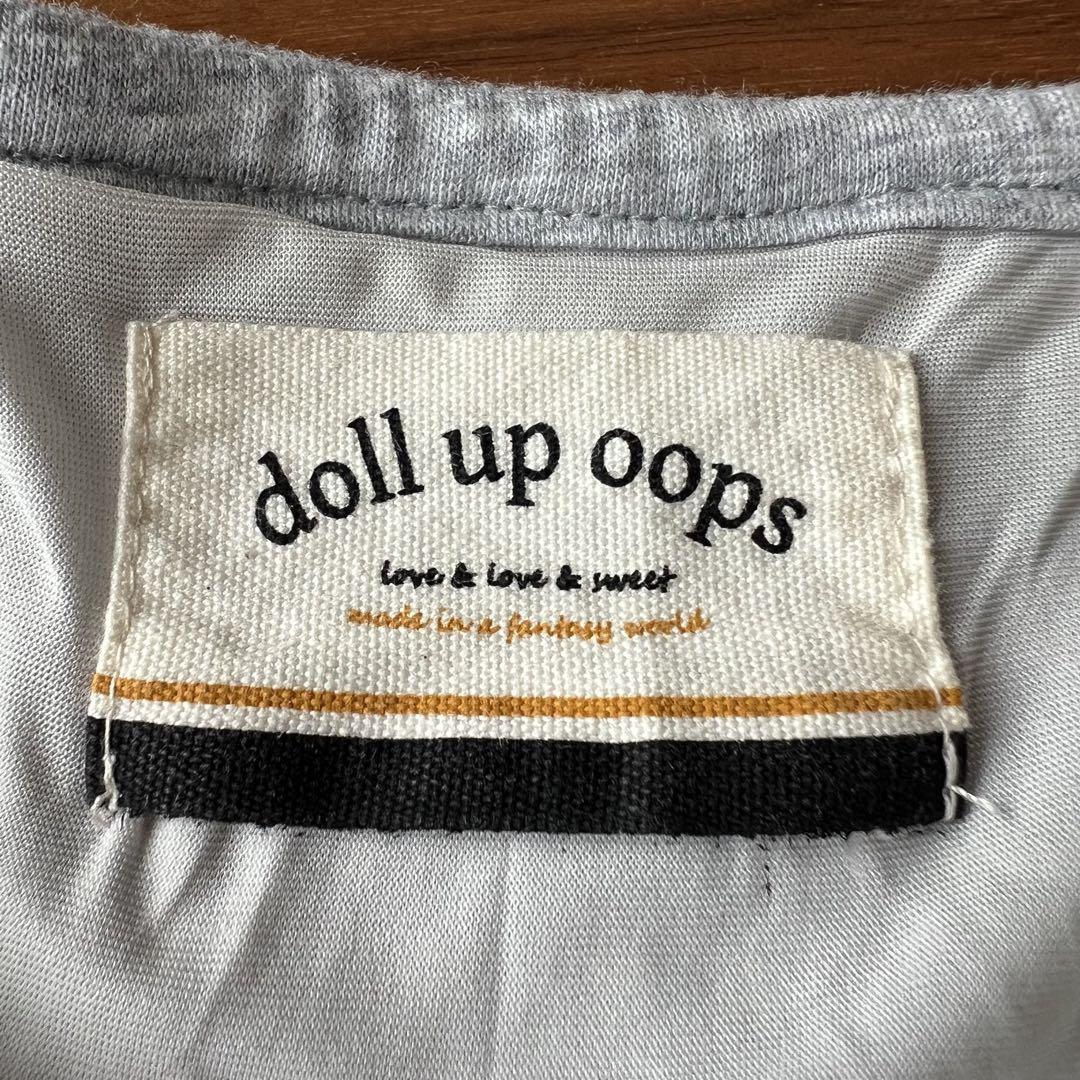 doll up oops
love & love & sweet
made in a fantasy world